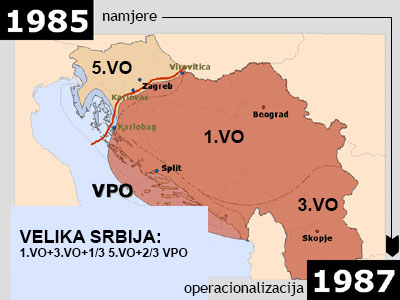 1985
namjere
5.VO
Virovitica
Zagreb
Karlovac
Karlobag
1.VO
Beograd
Split
VPO
3.VO
Skopje
VELIKA SRBIJA:
1.VO+3.VO+1/3 5.VO+2/3 VPO
operacionalizacija
1987